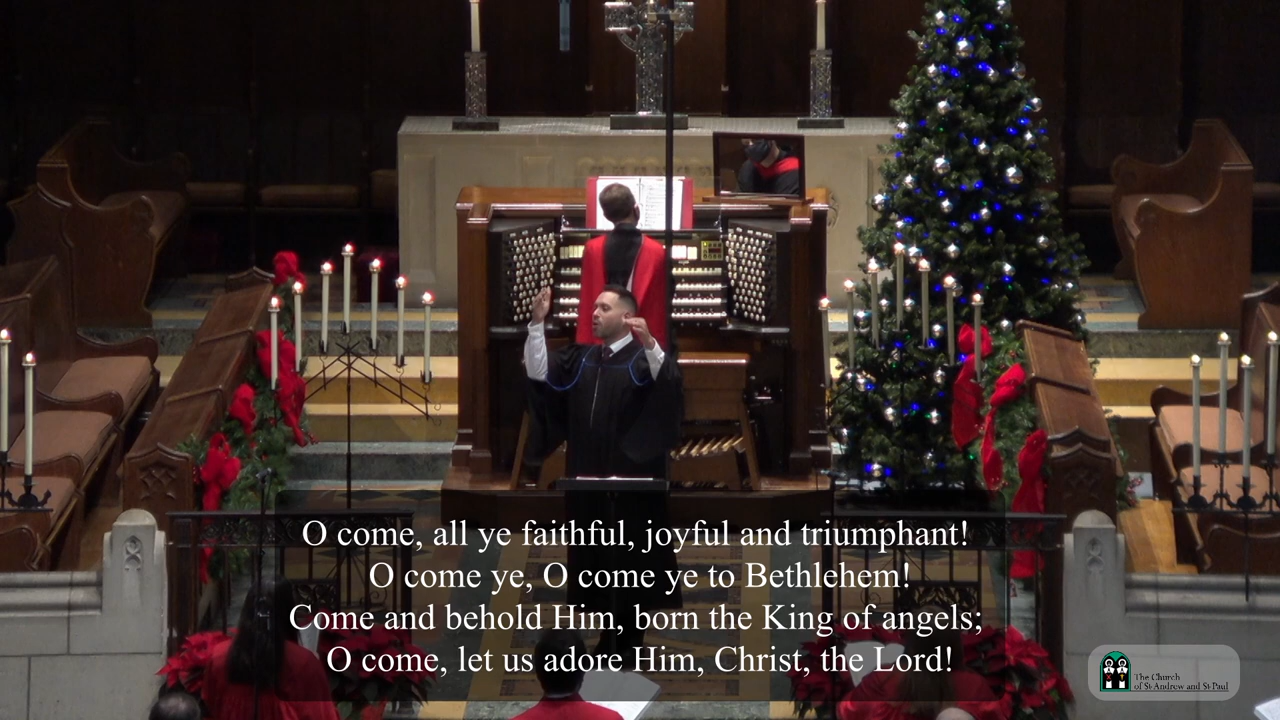 O come, all ye faithful, joyful and triumphant!
O come ye, O come ye to Bethlehem!
Come and behold Him, born the King of angels;
O come, let us adore Him, Christ, the Lord!
The Church
of St Andrew and St Paul